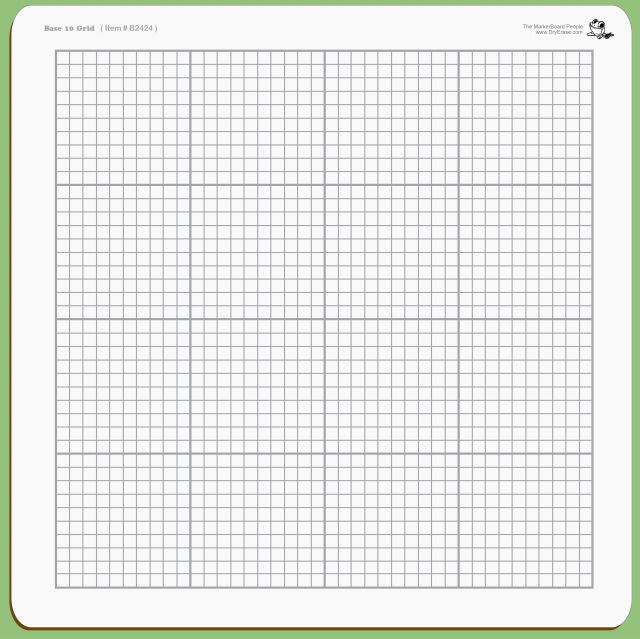 Base 10 Grid ( Item # B2424 )
The MarkerBoard People
www.DryErase.com